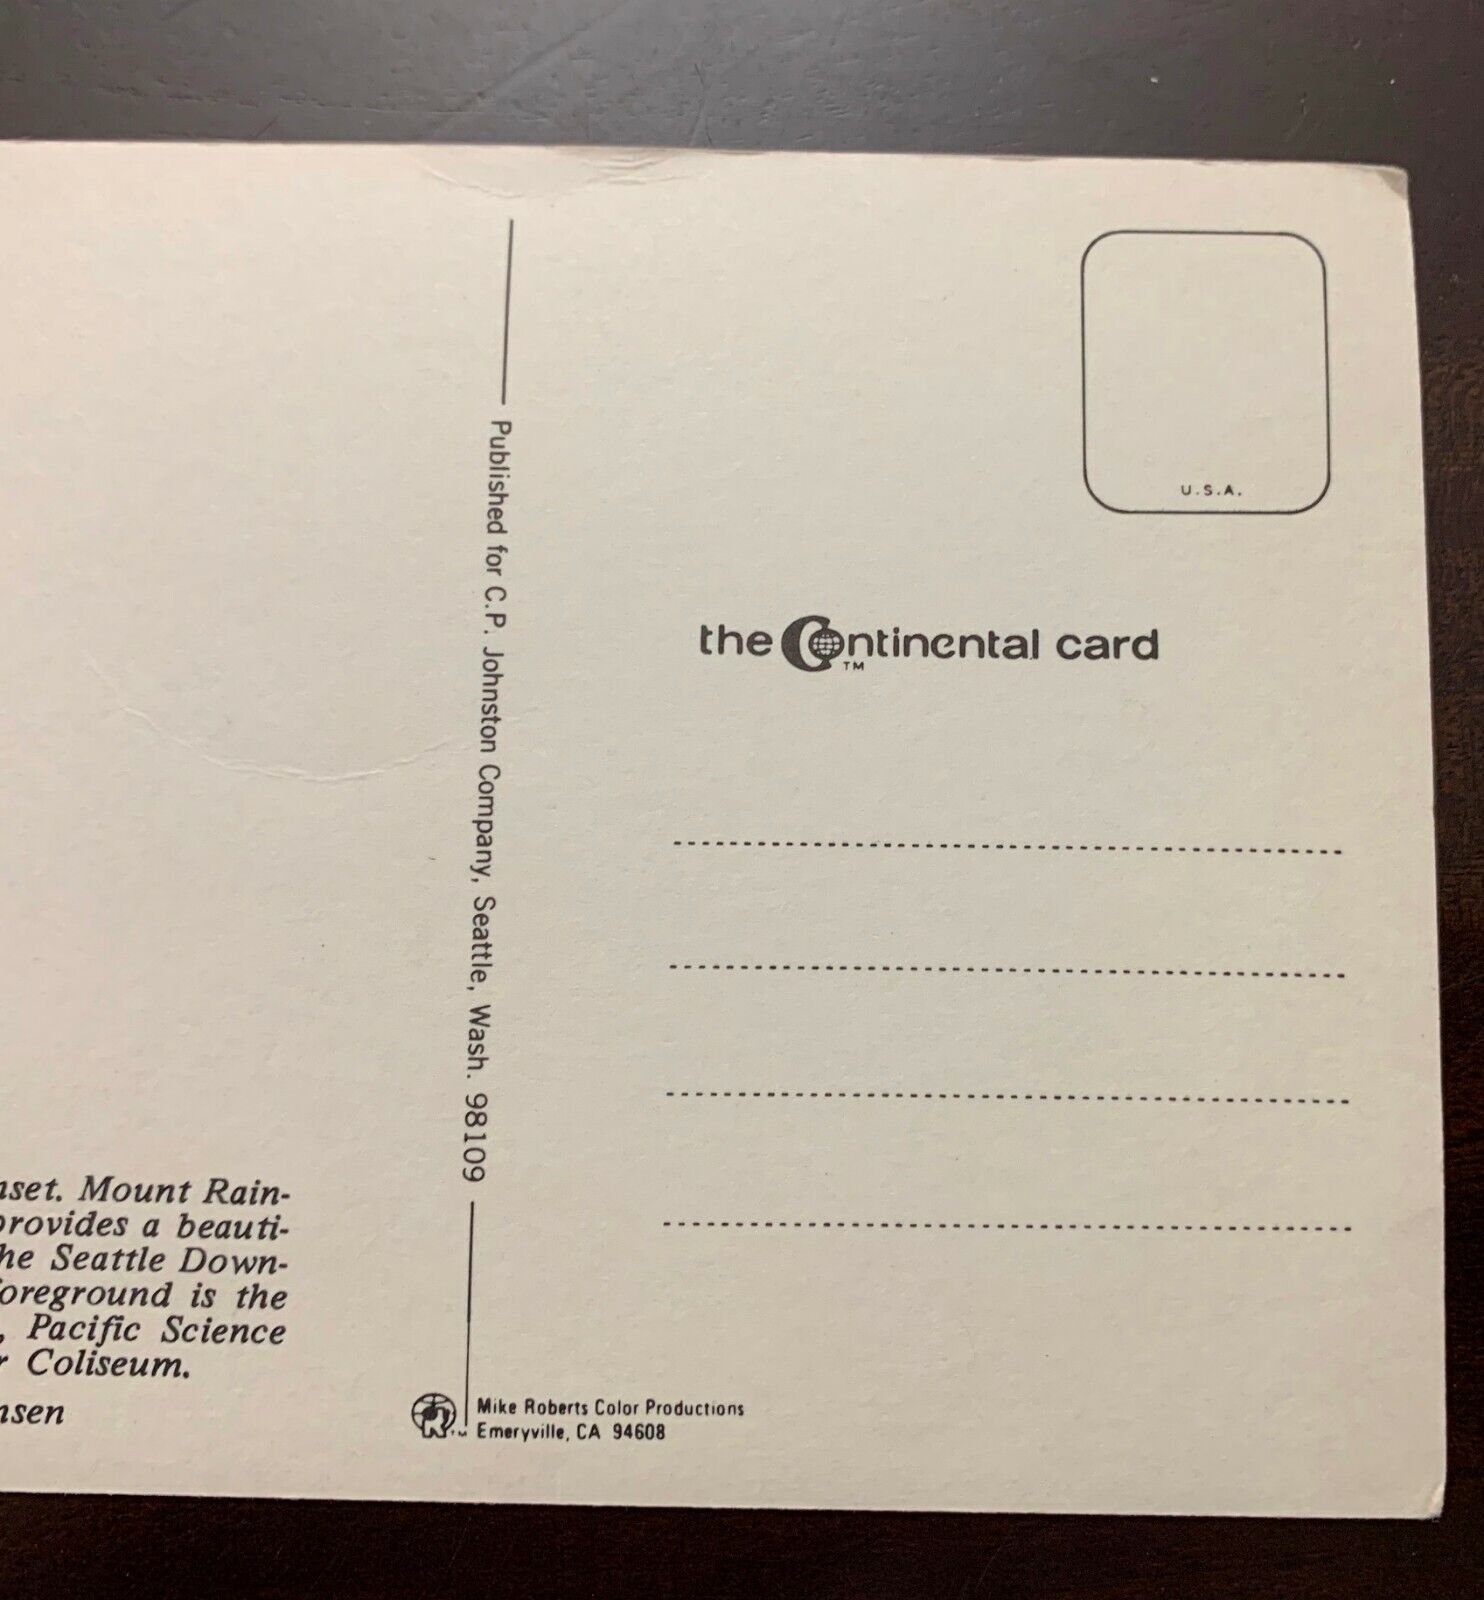 U.S.A.
the Continental card
TM
Published for C.P. Johnston Company, Seattle, Wash. 98109
nset. Mount Rain-
provides a beauti-
he Seattle Down-
foreground is the
, Pacific Science
r Coliseum.
nsen
TM
Mike Roberts Color Productions
Emeryville, CA 94608